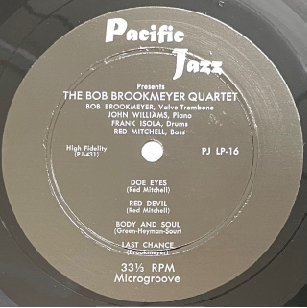 Pacific
Jazz
Presents
THE BOB BROOKMEYER QUARTET
BOB BROOKMEYER, Valve Trombone
JOHN WILLIAMS, Piano
FRANK ISOLA, Drums
RED MITCHELL, Bass
High Fidelity
PJ LP-16
DOE EYES
(Red Mitchell)
RED DEVIL
(Red Mitchell)
BODY AND SOUL
(Green-Heyman-Sour)
LAST CHANCE
33⅓ RPM
Microgroove